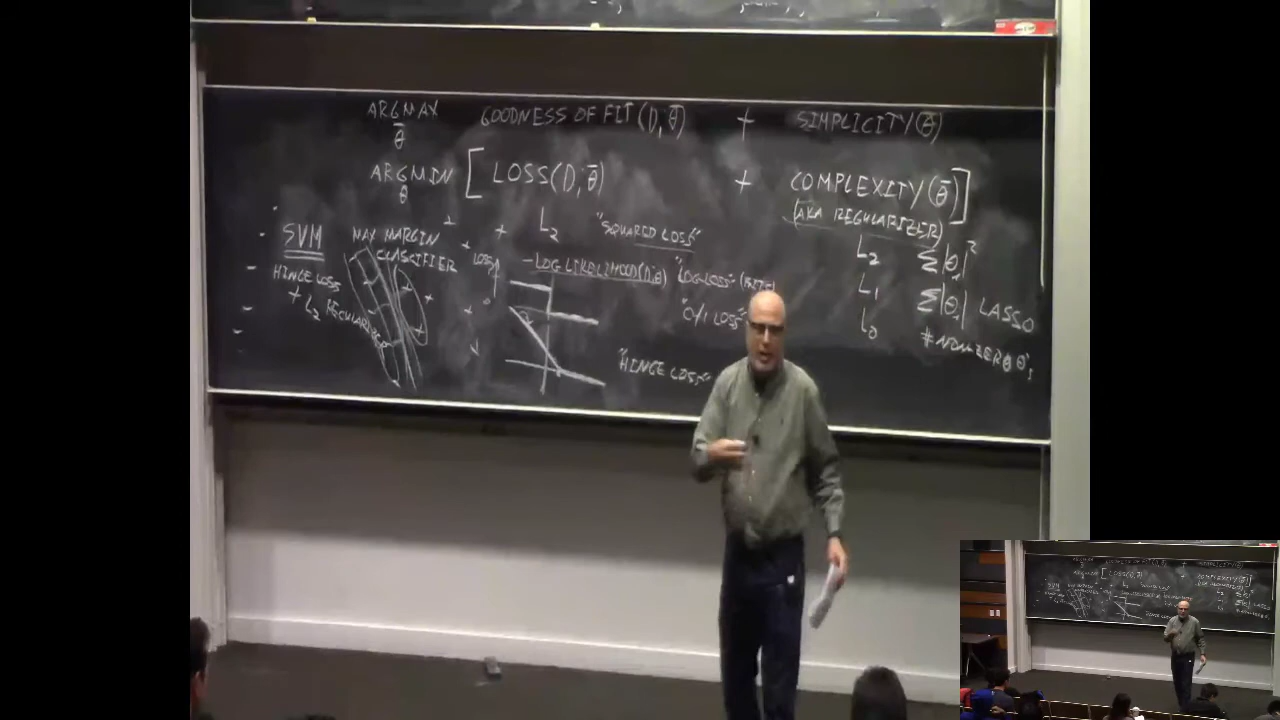 ARGMAX GOODNESS OF FIT (D, θ̄) + SIMPLICITY (θ̄)
θ̄
ARGMIN [ LOSS(D, θ̄) + COMPLEXITY (θ̄) ]
θ̄
(AKA REGULARIZER)
SVM MAX MARGIN CLASSIFIER
HINGE LOSS
+ L2 REGULARIZER
L2 "SQUARED LOSS"
-LOG LIKELIHOOD(D;θ) "LOG LOSS"
LOSS
"0/1 LOSS"
"HINGE LOSS"
L2 Σ|θi|²
L1 Σ|θi| LASSO
L0 # NONZERO θi